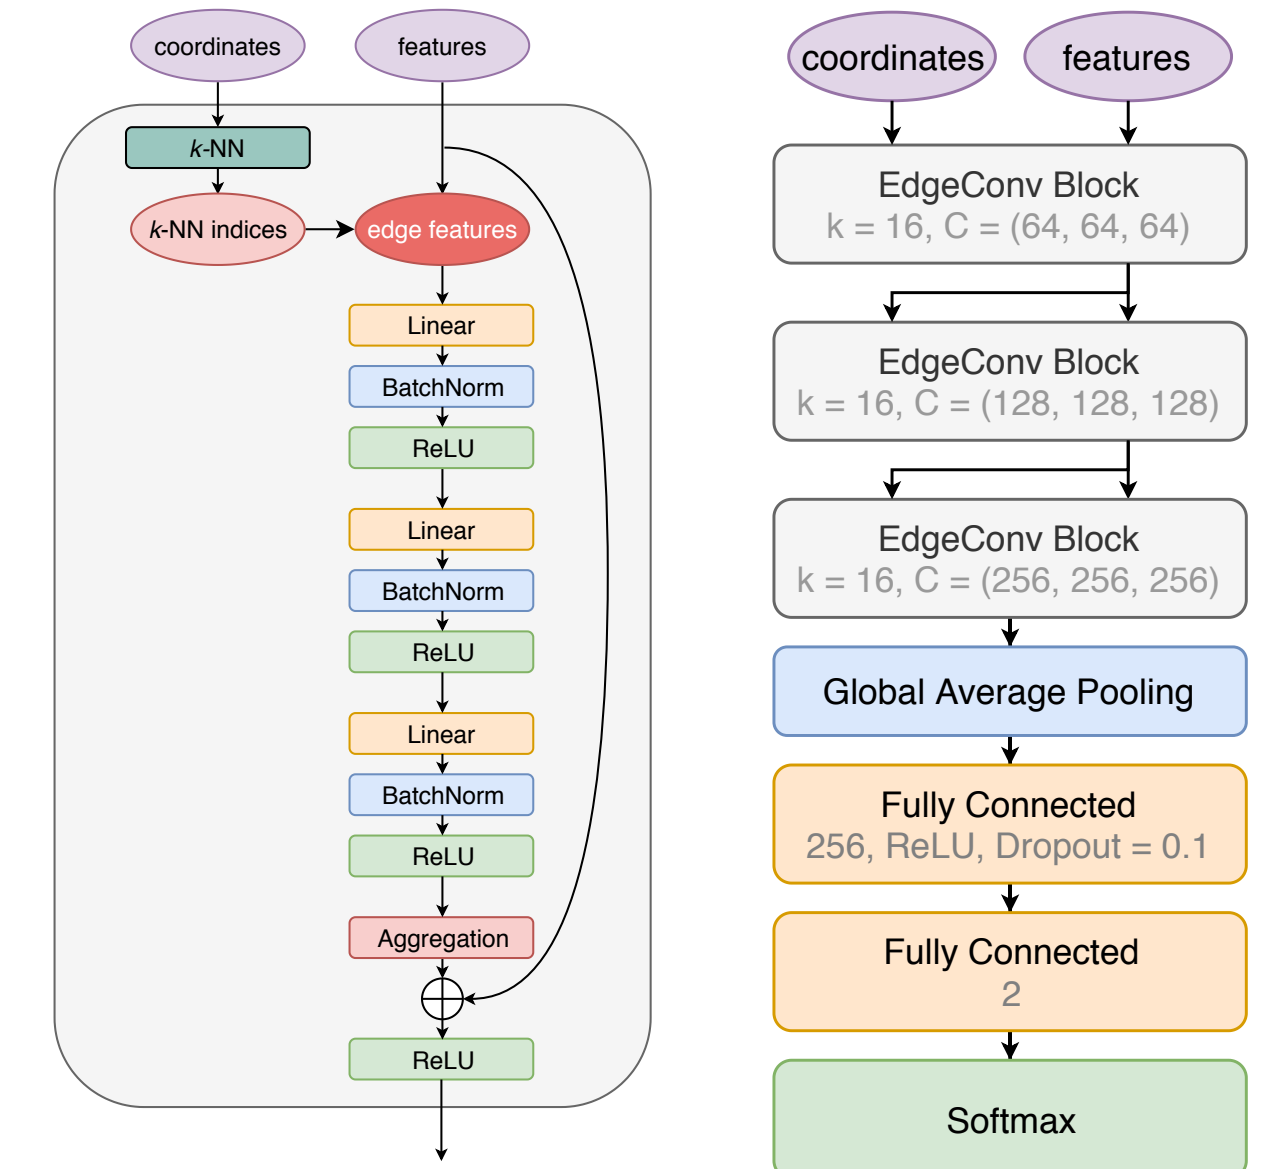 coordinates
features
k-NN
k-NN indices
edge features
Linear
BatchNorm
ReLU
Linear
BatchNorm
ReLU
Linear
BatchNorm
ReLU
Aggregation
ReLU
coordinates
features
EdgeConv Block
k = 16, C = (64, 64, 64)
EdgeConv Block
k = 16, C = (128, 128, 128)
EdgeConv Block
k = 16, C = (256, 256, 256)
Global Average Pooling
Fully Connected
256, ReLU, Dropout = 0.1
Fully Connected
2
Softmax